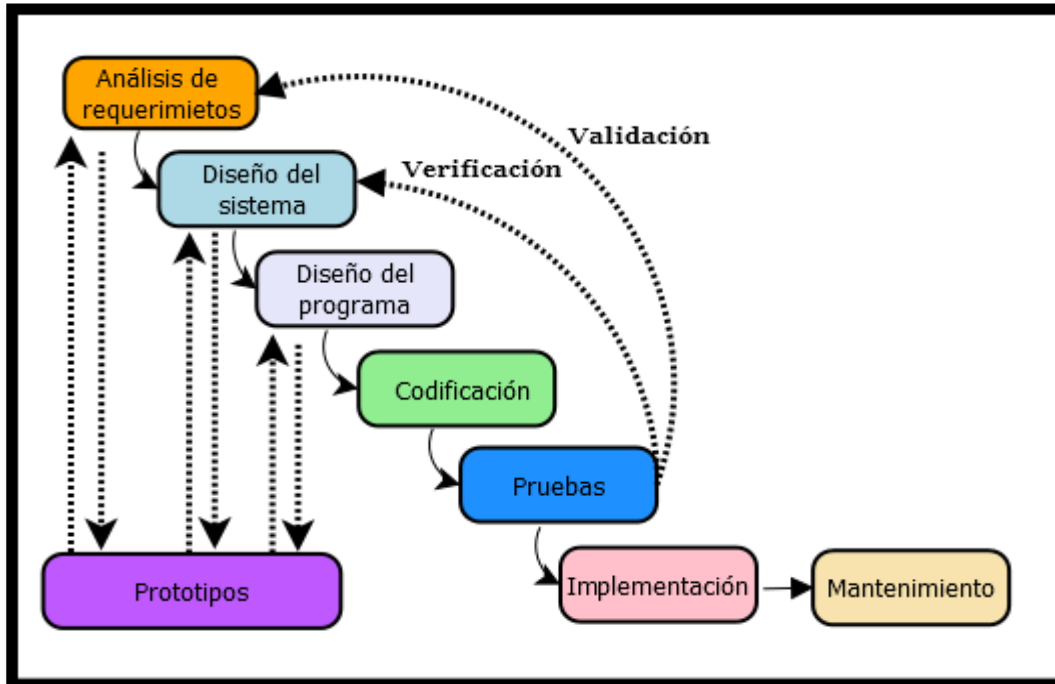 Análisis de
requerimietos
Validación
Verificación
Diseño del
sistema
Diseño del
programa
Codificación
Pruebas
Prototipos
Implementación
Mantenimiento